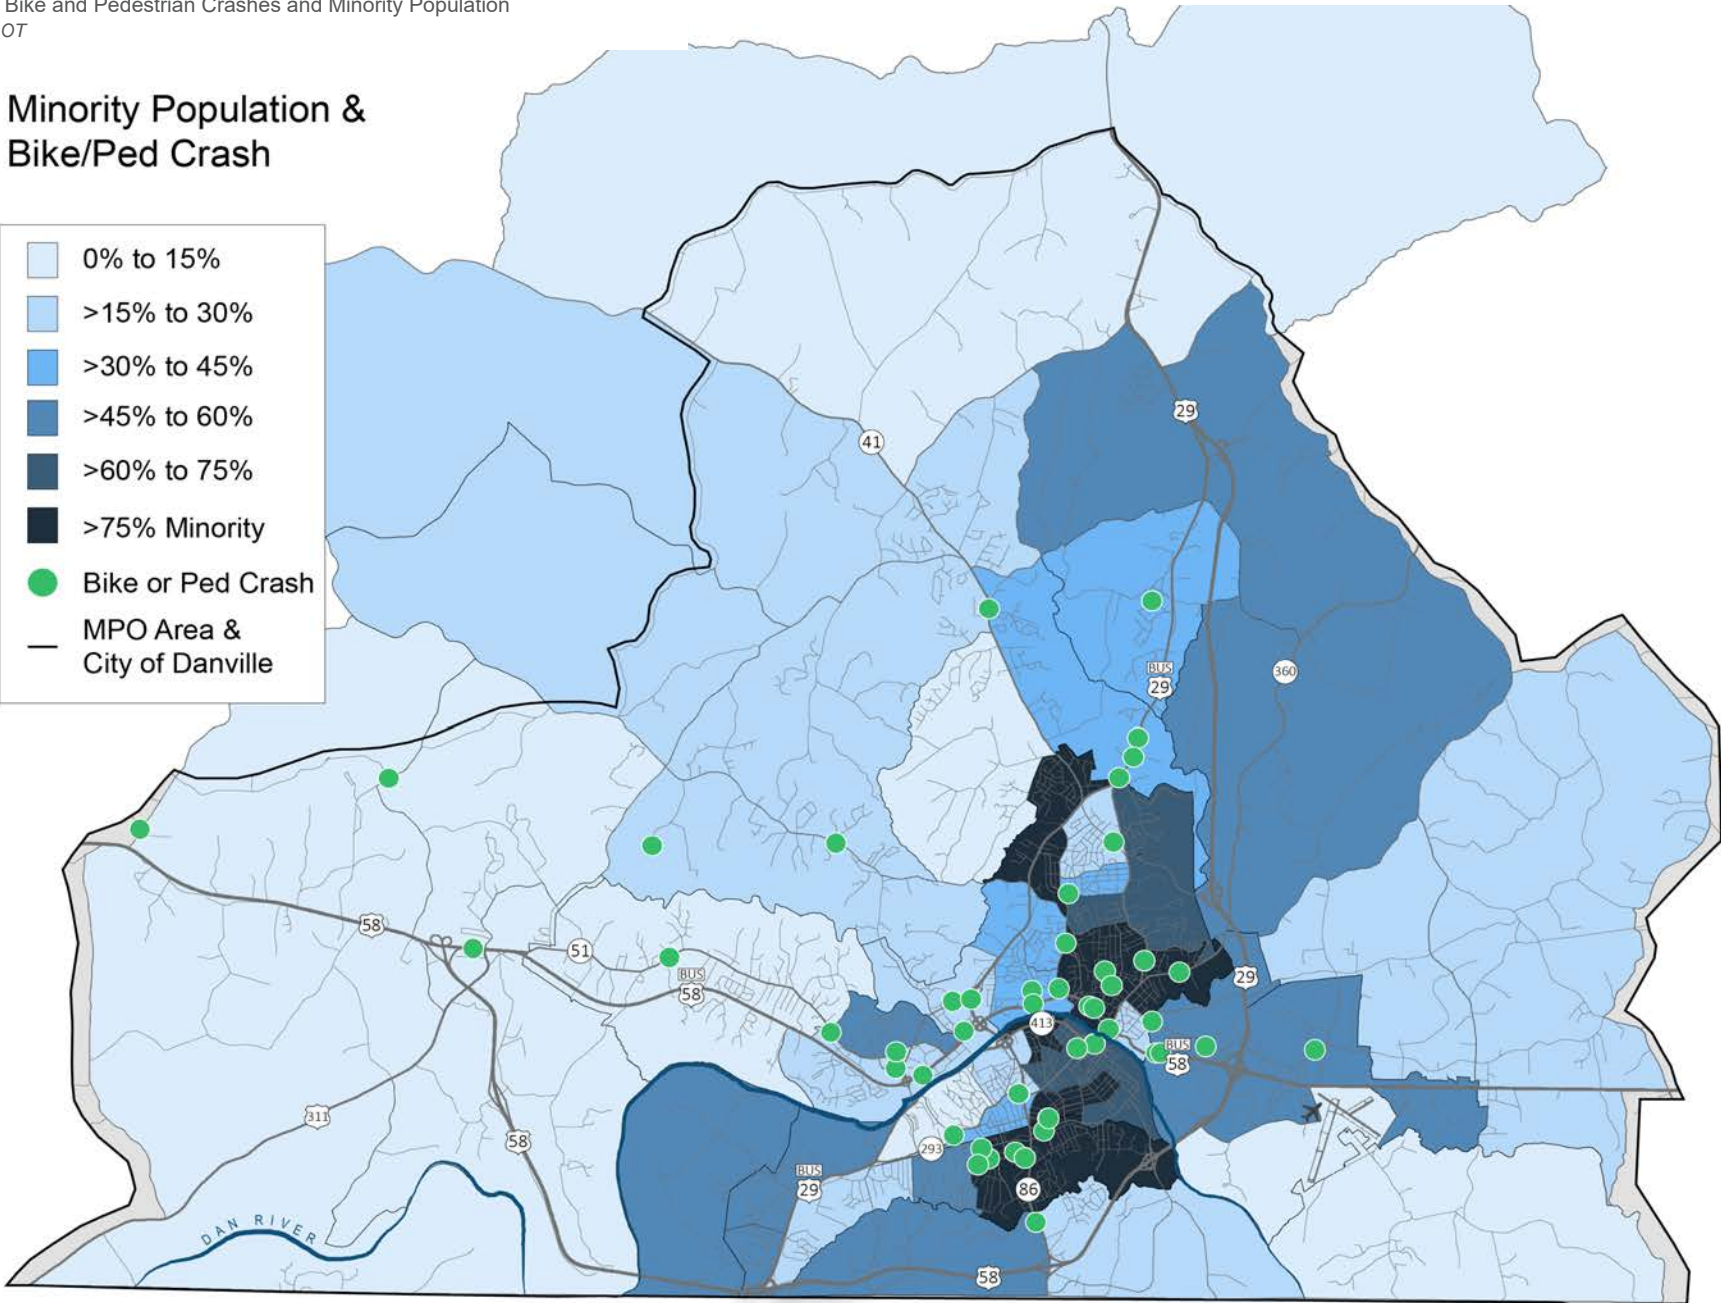 Bike and Pedestrian Crashes and Minority Population
OT
Minority Population &
Bike/Ped Crash
0% to 15%
>15% to 30%
>30% to 45%
>45% to 60%
>60% to 75%
>75% Minority
Bike or Ped Crash
MPO Area &
City of Danville
29
41
360
BUS
29
58
51
BUS
58
29
413
BUS
58
311
58
293
BUS
29
86
DAN RIVER
58